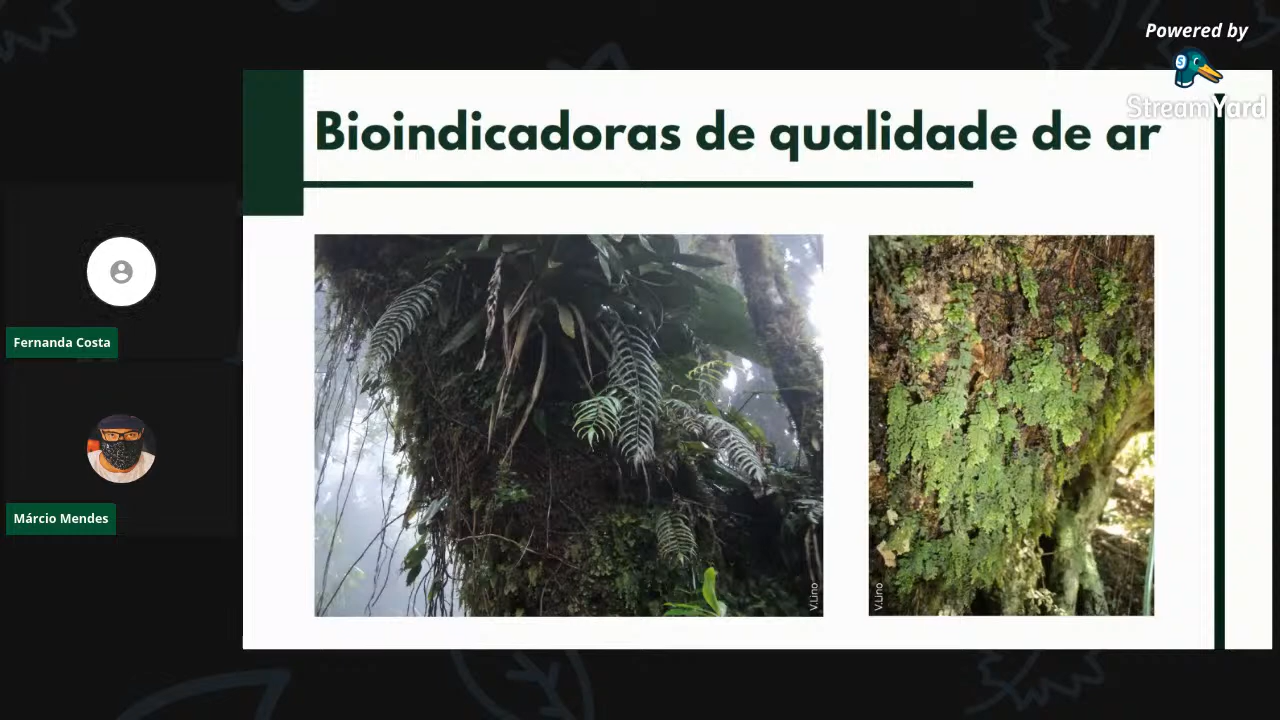 Powered by
StreamYard
Bioindicadoras de qualidade de ar
Fernanda Costa
Márcio Mendes
V.Lino
V.Lino